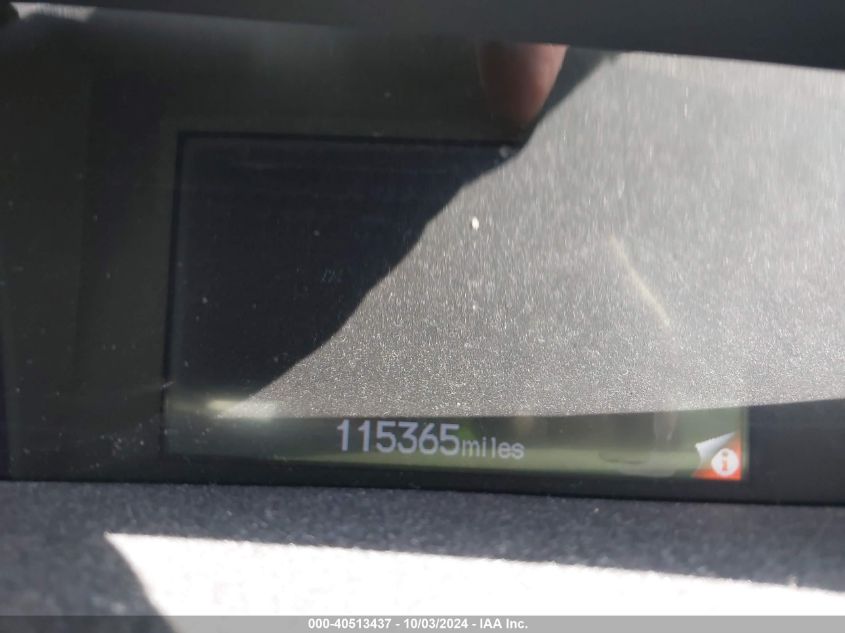 115365miles
i
000-40513437 - 10/03/2024 - IAA Inc.